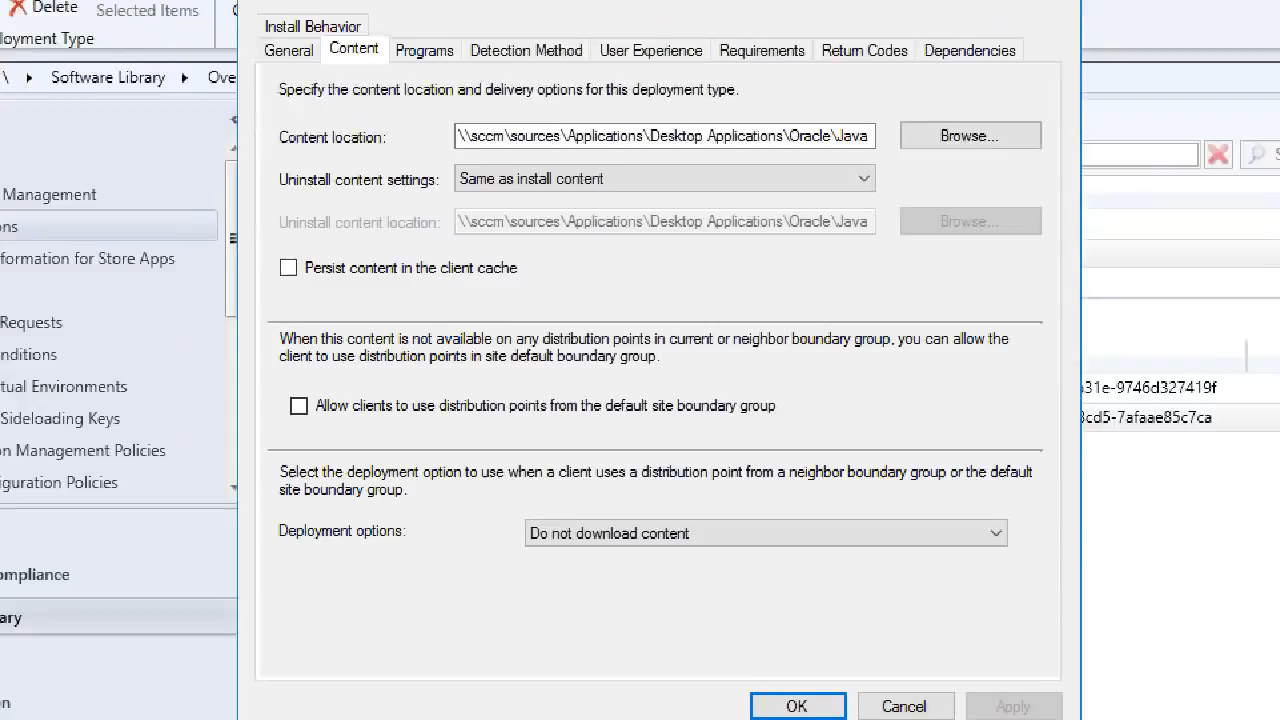 Delete
Selected Items
loyment Type
\ Software Library Ove
Management
ons
formation for Store Apps
Requests
nditions
tual Environments
Sideloading Keys
on Management Policies
iguration Policies
ompliance
ary
on
Install Behavior
General Content Programs Detection Method User Experience Requirements Return Codes Dependencies
Specify the content location and delivery options for this deployment type.
Content location: \\sccm\sources\Applications\Desktop Applications\Oracle\Java Browse...
Uninstall content settings: Same as install content
Uninstall content location: \\sccm\sources\Applications\Desktop Applications\Oracle\Java Browse...
Persist content in the client cache
When this content is not available on any distribution points in current or neighbor boundary group, you can allow the
client to use distribution points in site default boundary group.
Allow clients to use distribution points from the default site boundary group
Select the deployment option to use when a client uses a distribution point from a neighbor boundary group or the default
site boundary group.
Deployment options: Do not download content
OK Cancel Apply
31e-9746d327419f
cd5-7afaae85c7ca